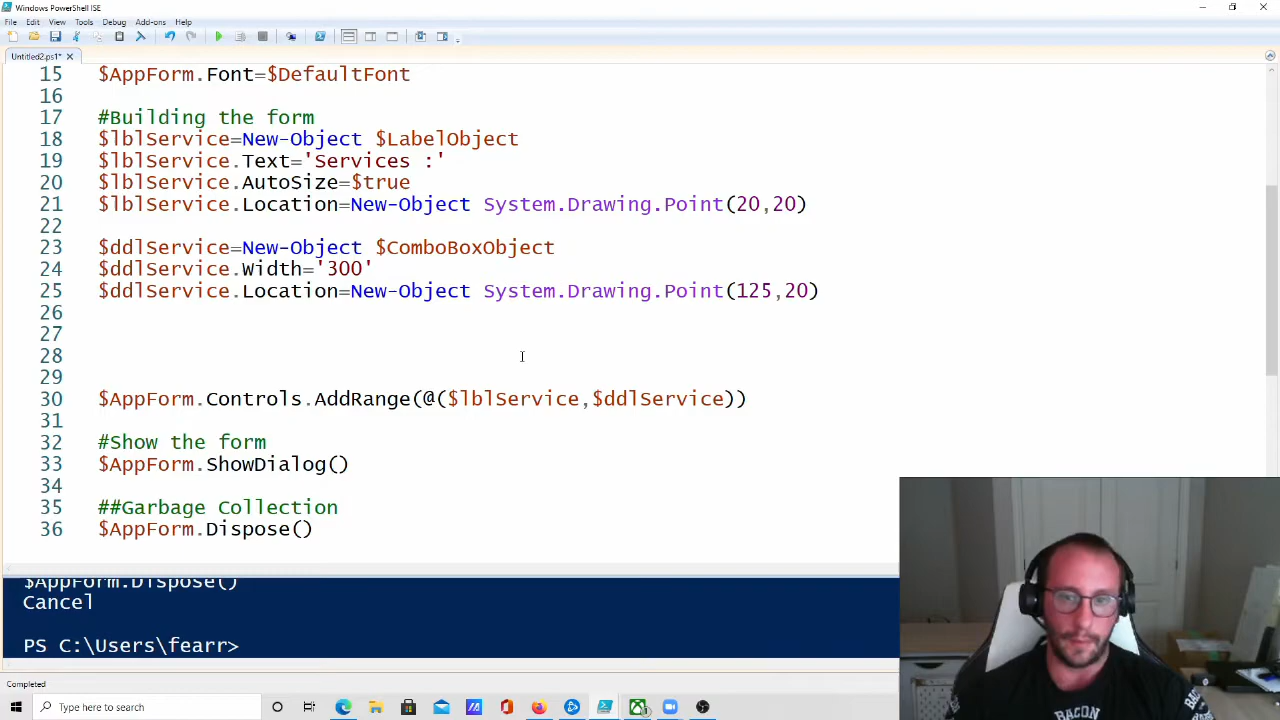 Windows PowerShell ISE
File Edit View Tools Debug Add-ons Help
Untitled2.ps1*
15 $AppForm.Font=$DefaultFont
16
17 #Building the form
18 $lblService=New-Object $LabelObject
19 $lblService.Text='Services :'
20 $lblService.AutoSize=$true
21 $lblService.Location=New-Object System.Drawing.Point(20,20)
22
23 $ddlService=New-Object $ComboBoxObject
24 $ddlService.Width='300'
25 $ddlService.Location=New-Object System.Drawing.Point(125,20)
26
27
28
29
30 $AppForm.Controls.AddRange(@($lblService,$ddlService))
31
32 #Show the form
33 $AppForm.ShowDialog()
34
35 ##Garbage Collection
36 $AppForm.Dispose()
$AppForm.Dispose()
Cancel
PS C:\Users\fearr>
Completed
Type here to search
BACON